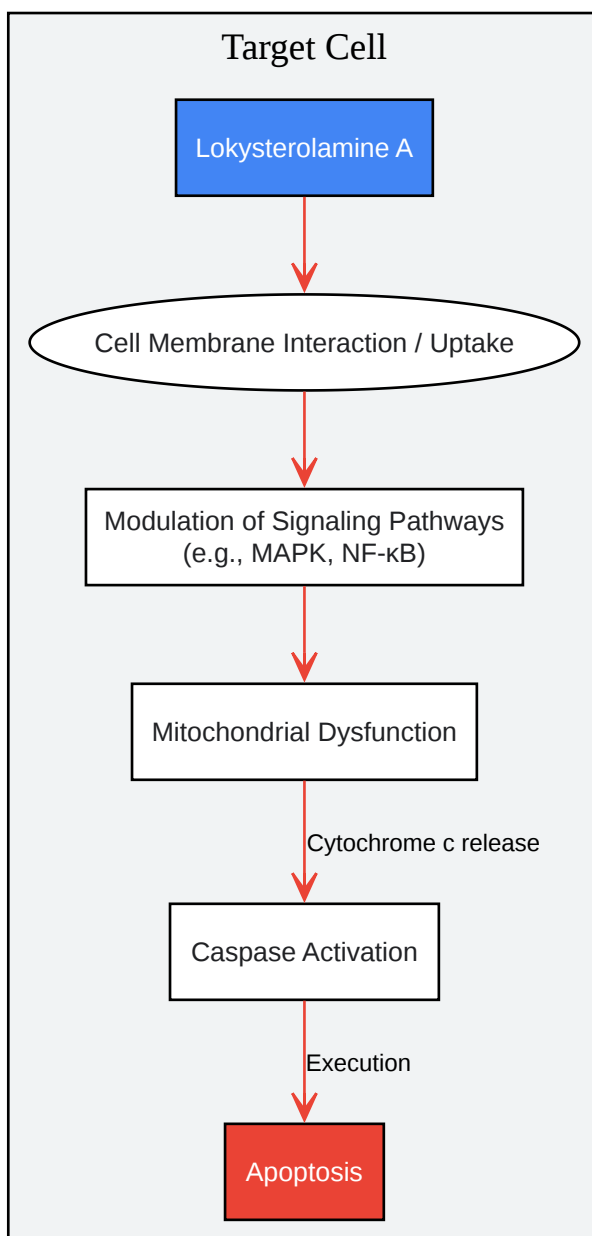 Target Cell
Lokysterolamine A
Cell Membrane Interaction / Uptake
Modulation of Signaling Pathways
(e.g., MAPK, NF-κB)
Mitochondrial Dysfunction
Cytochrome c release
Caspase Activation
Execution
Apoptosis